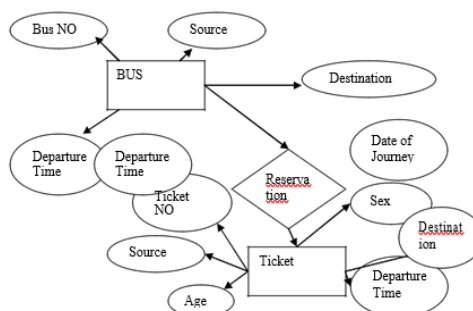 Bus NO
Source
BUS
Destination
Date of
Journey
Departure
Time
Departure
Time
Ticket
NO
Reserva
tion
Sex
Destinat
ion
Source
Ticket
Departure
Time
Age